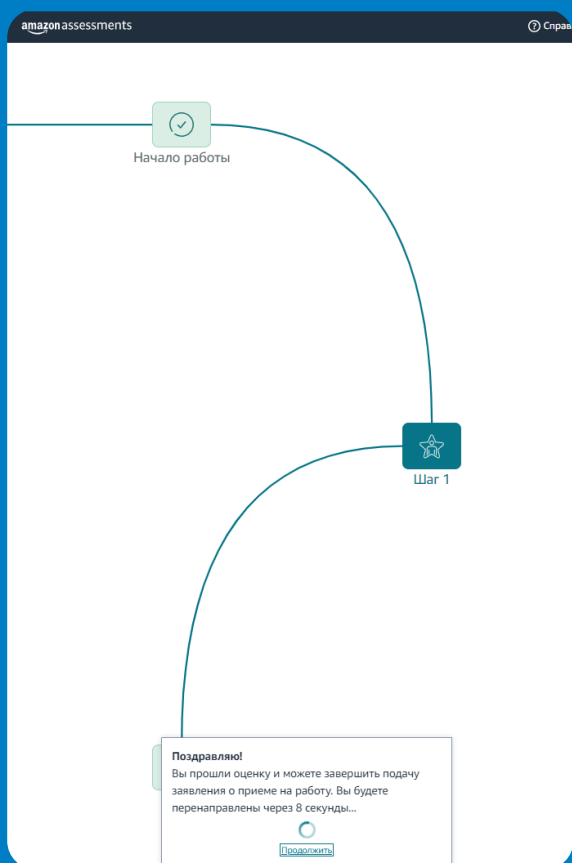 amazon assessments
Справ
Начало работы
Шаг 1
Поздравляю!
Вы прошли оценку и можете завершить подачу
заявления о приеме на работу. Вы будете
перенаправлены через 8 секунды...
Продолжить